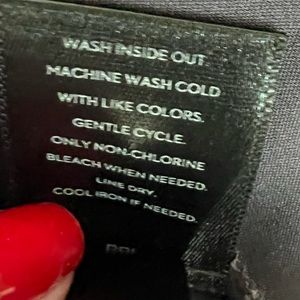 WASH INSIDE OUT
MACHINE WASH COLD
WITH LIKE COLORS.
GENTLE CYCLE.
ONLY NON-CHLORINE
BLEACH WHEN NEEDED.
LINE DRY.
COOL IRON IF NEEDED.